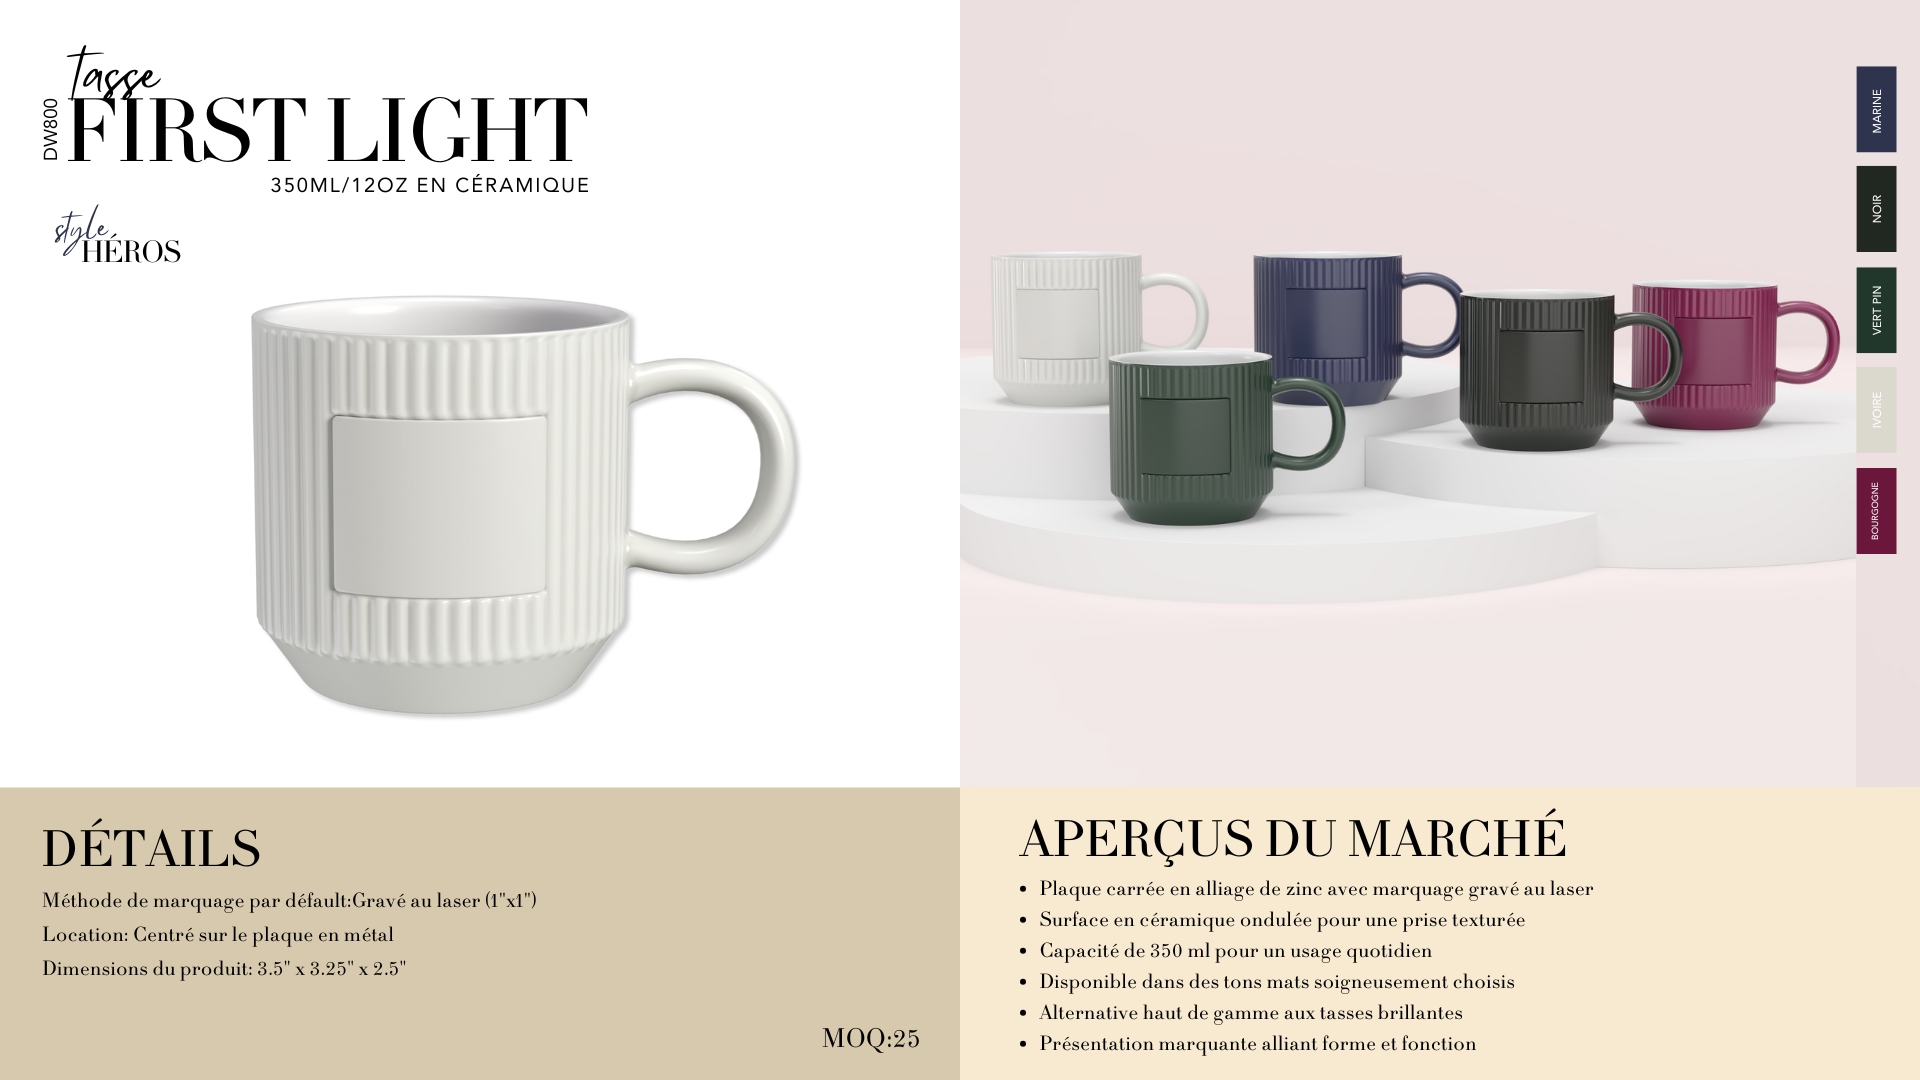 tasse
DW800
FIRST LIGHT
350ML/12OZ EN CÉRAMIQUE
style
HÉROS
MARINE
NOIR
VERT PIN
IVOIRE
BOURGOGNE
DÉTAILS
Méthode de marquage par défault:Gravé au laser (1"x1")
Location: Centré sur le plaque en métal
Dimensions du produit: 3.5" x 3.25" x 2.5"
MOQ:25
APERÇUS DU MARCHÉ
• Plaque carrée en alliage de zinc avec marquage gravé au laser
• Surface en céramique ondulée pour une prise texturée
• Capacité de 350 ml pour un usage quotidien
• Disponible dans des tons mats soigneusement choisis
• Alternative haut de gamme aux tasses brillantes
• Présentation marquante alliant forme et fonction